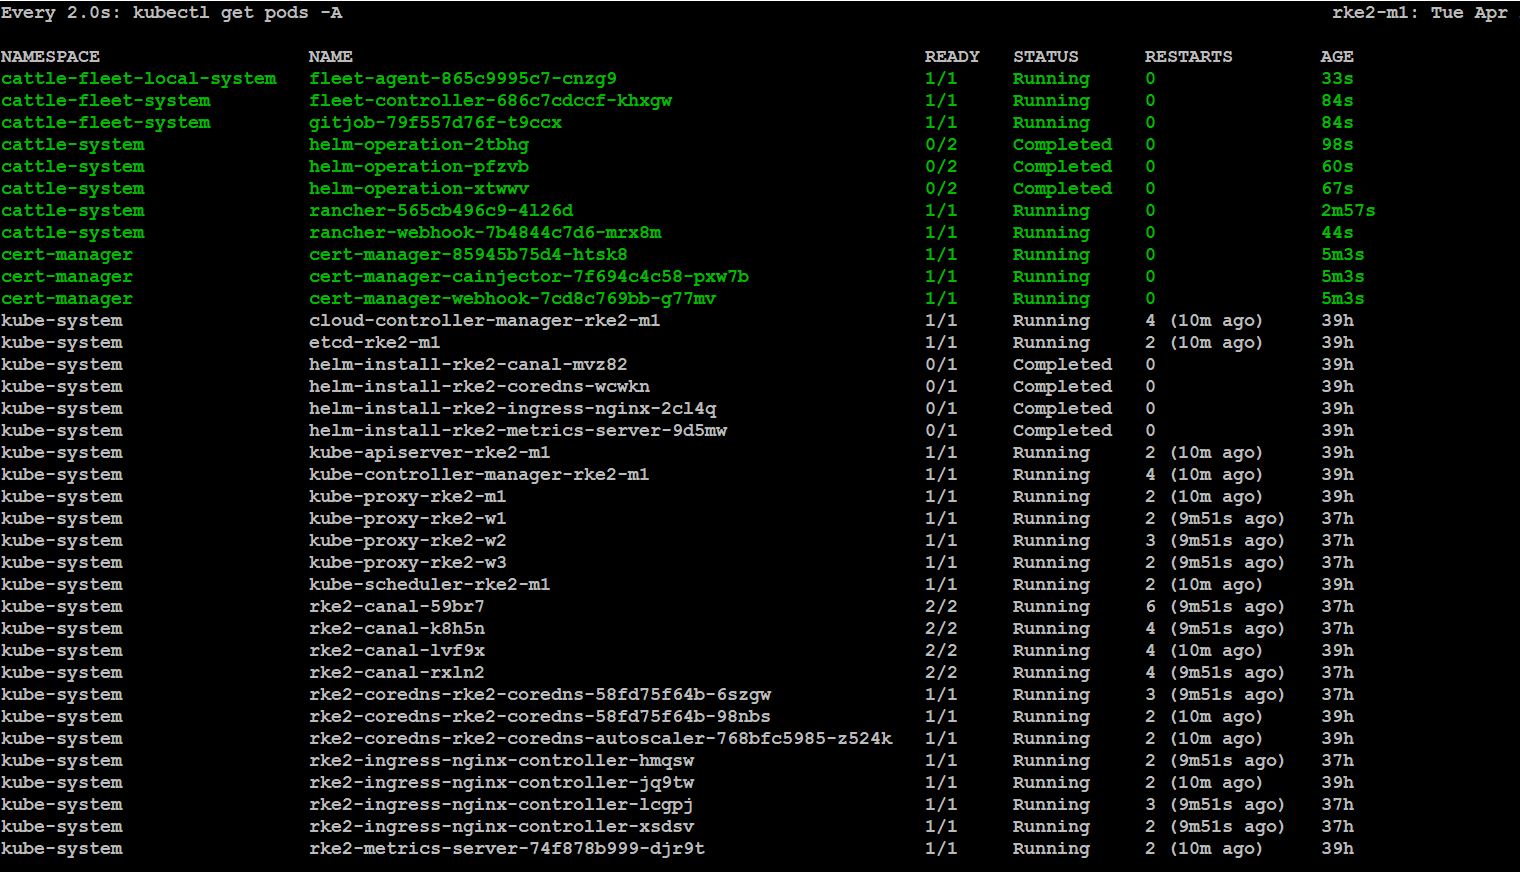 Every 2.0s: kubectl get pods -A rke2-m1: Tue Apr
NAMESPACE NAME READY STATUS RESTARTS AGE
cattle-fleet-local-system fleet-agent-865c9995c7-cnzg9 1/1 Running 0 33s
cattle-fleet-system fleet-controller-686c7cdccf-khxgw 1/1 Running 0 84s
cattle-fleet-system gitjob-79f557d76f-t9ccx 1/1 Running 0 84s
cattle-system helm-operation-2tbhg 0/2 Completed 0 98s
cattle-system helm-operation-pfzvb 0/2 Completed 0 60s
cattle-system helm-operation-xtwwv 0/2 Completed 0 67s
cattle-system rancher-565cb496c9-4l26d 1/1 Running 0 2m57s
cattle-system rancher-webhook-7b4844c7d6-mrx8m 1/1 Running 0 44s
cert-manager cert-manager-85945b75d4-htsk8 1/1 Running 0 5m3s
cert-manager cert-manager-cainjector-7f694c4c58-pxw7b 1/1 Running 0 5m3s
cert-manager cert-manager-webhook-7cd8c769bb-g77mv 1/1 Running 0 5m3s
kube-system cloud-controller-manager-rke2-m1 1/1 Running 4 (10m ago) 39h
kube-system etcd-rke2-m1 1/1 Running 2 (10m ago) 39h
kube-system helm-install-rke2-canal-mvz82 0/1 Completed 0 39h
kube-system helm-install-rke2-coredns-wcwkn 0/1 Completed 0 39h
kube-system helm-install-rke2-ingress-nginx-2cl4q 0/1 Completed 0 39h
kube-system helm-install-rke2-metrics-server-9d5mw 0/1 Completed 0 39h
kube-system kube-apiserver-rke2-m1 1/1 Running 2 (10m ago) 39h
kube-system kube-controller-manager-rke2-m1 1/1 Running 4 (10m ago) 39h
kube-system kube-proxy-rke2-m1 1/1 Running 2 (10m ago) 39h
kube-system kube-proxy-rke2-w1 1/1 Running 2 (9m51s ago) 37h
kube-system kube-proxy-rke2-w2 1/1 Running 3 (9m51s ago) 37h
kube-system kube-proxy-rke2-w3 1/1 Running 2 (9m51s ago) 37h
kube-system kube-scheduler-rke2-m1 1/1 Running 2 (10m ago) 39h
kube-system rke2-canal-59br7 2/2 Running 6 (9m51s ago) 37h
kube-system rke2-canal-k8h5n 2/2 Running 4 (9m51s ago) 37h
kube-system rke2-canal-lvf9x 2/2 Running 4 (10m ago) 39h
kube-system rke2-canal-rxln2 2/2 Running 4 (9m51s ago) 37h
kube-system rke2-coredns-rke2-coredns-58fd75f64b-6szgw 1/1 Running 3 (9m51s ago) 37h
kube-system rke2-coredns-rke2-coredns-58fd75f64b-98nbs 1/1 Running 2 (10m ago) 39h
kube-system rke2-coredns-rke2-coredns-autoscaler-768bfc5985-z524k 1/1 Running 2 (10m ago) 39h
kube-system rke2-ingress-nginx-controller-hmqsw 1/1 Running 2 (9m51s ago) 37h
kube-system rke2-ingress-nginx-controller-jq9tw 1/1 Running 2 (10m ago) 39h
kube-system rke2-ingress-nginx-controller-lcgpj 1/1 Running 3 (9m51s ago) 37h
kube-system rke2-ingress-nginx-controller-xsdsv 1/1 Running 2 (9m51s ago) 37h
kube-system rke2-metrics-server-74f878b999-djr9t 1/1 Running 2 (10m ago) 39h